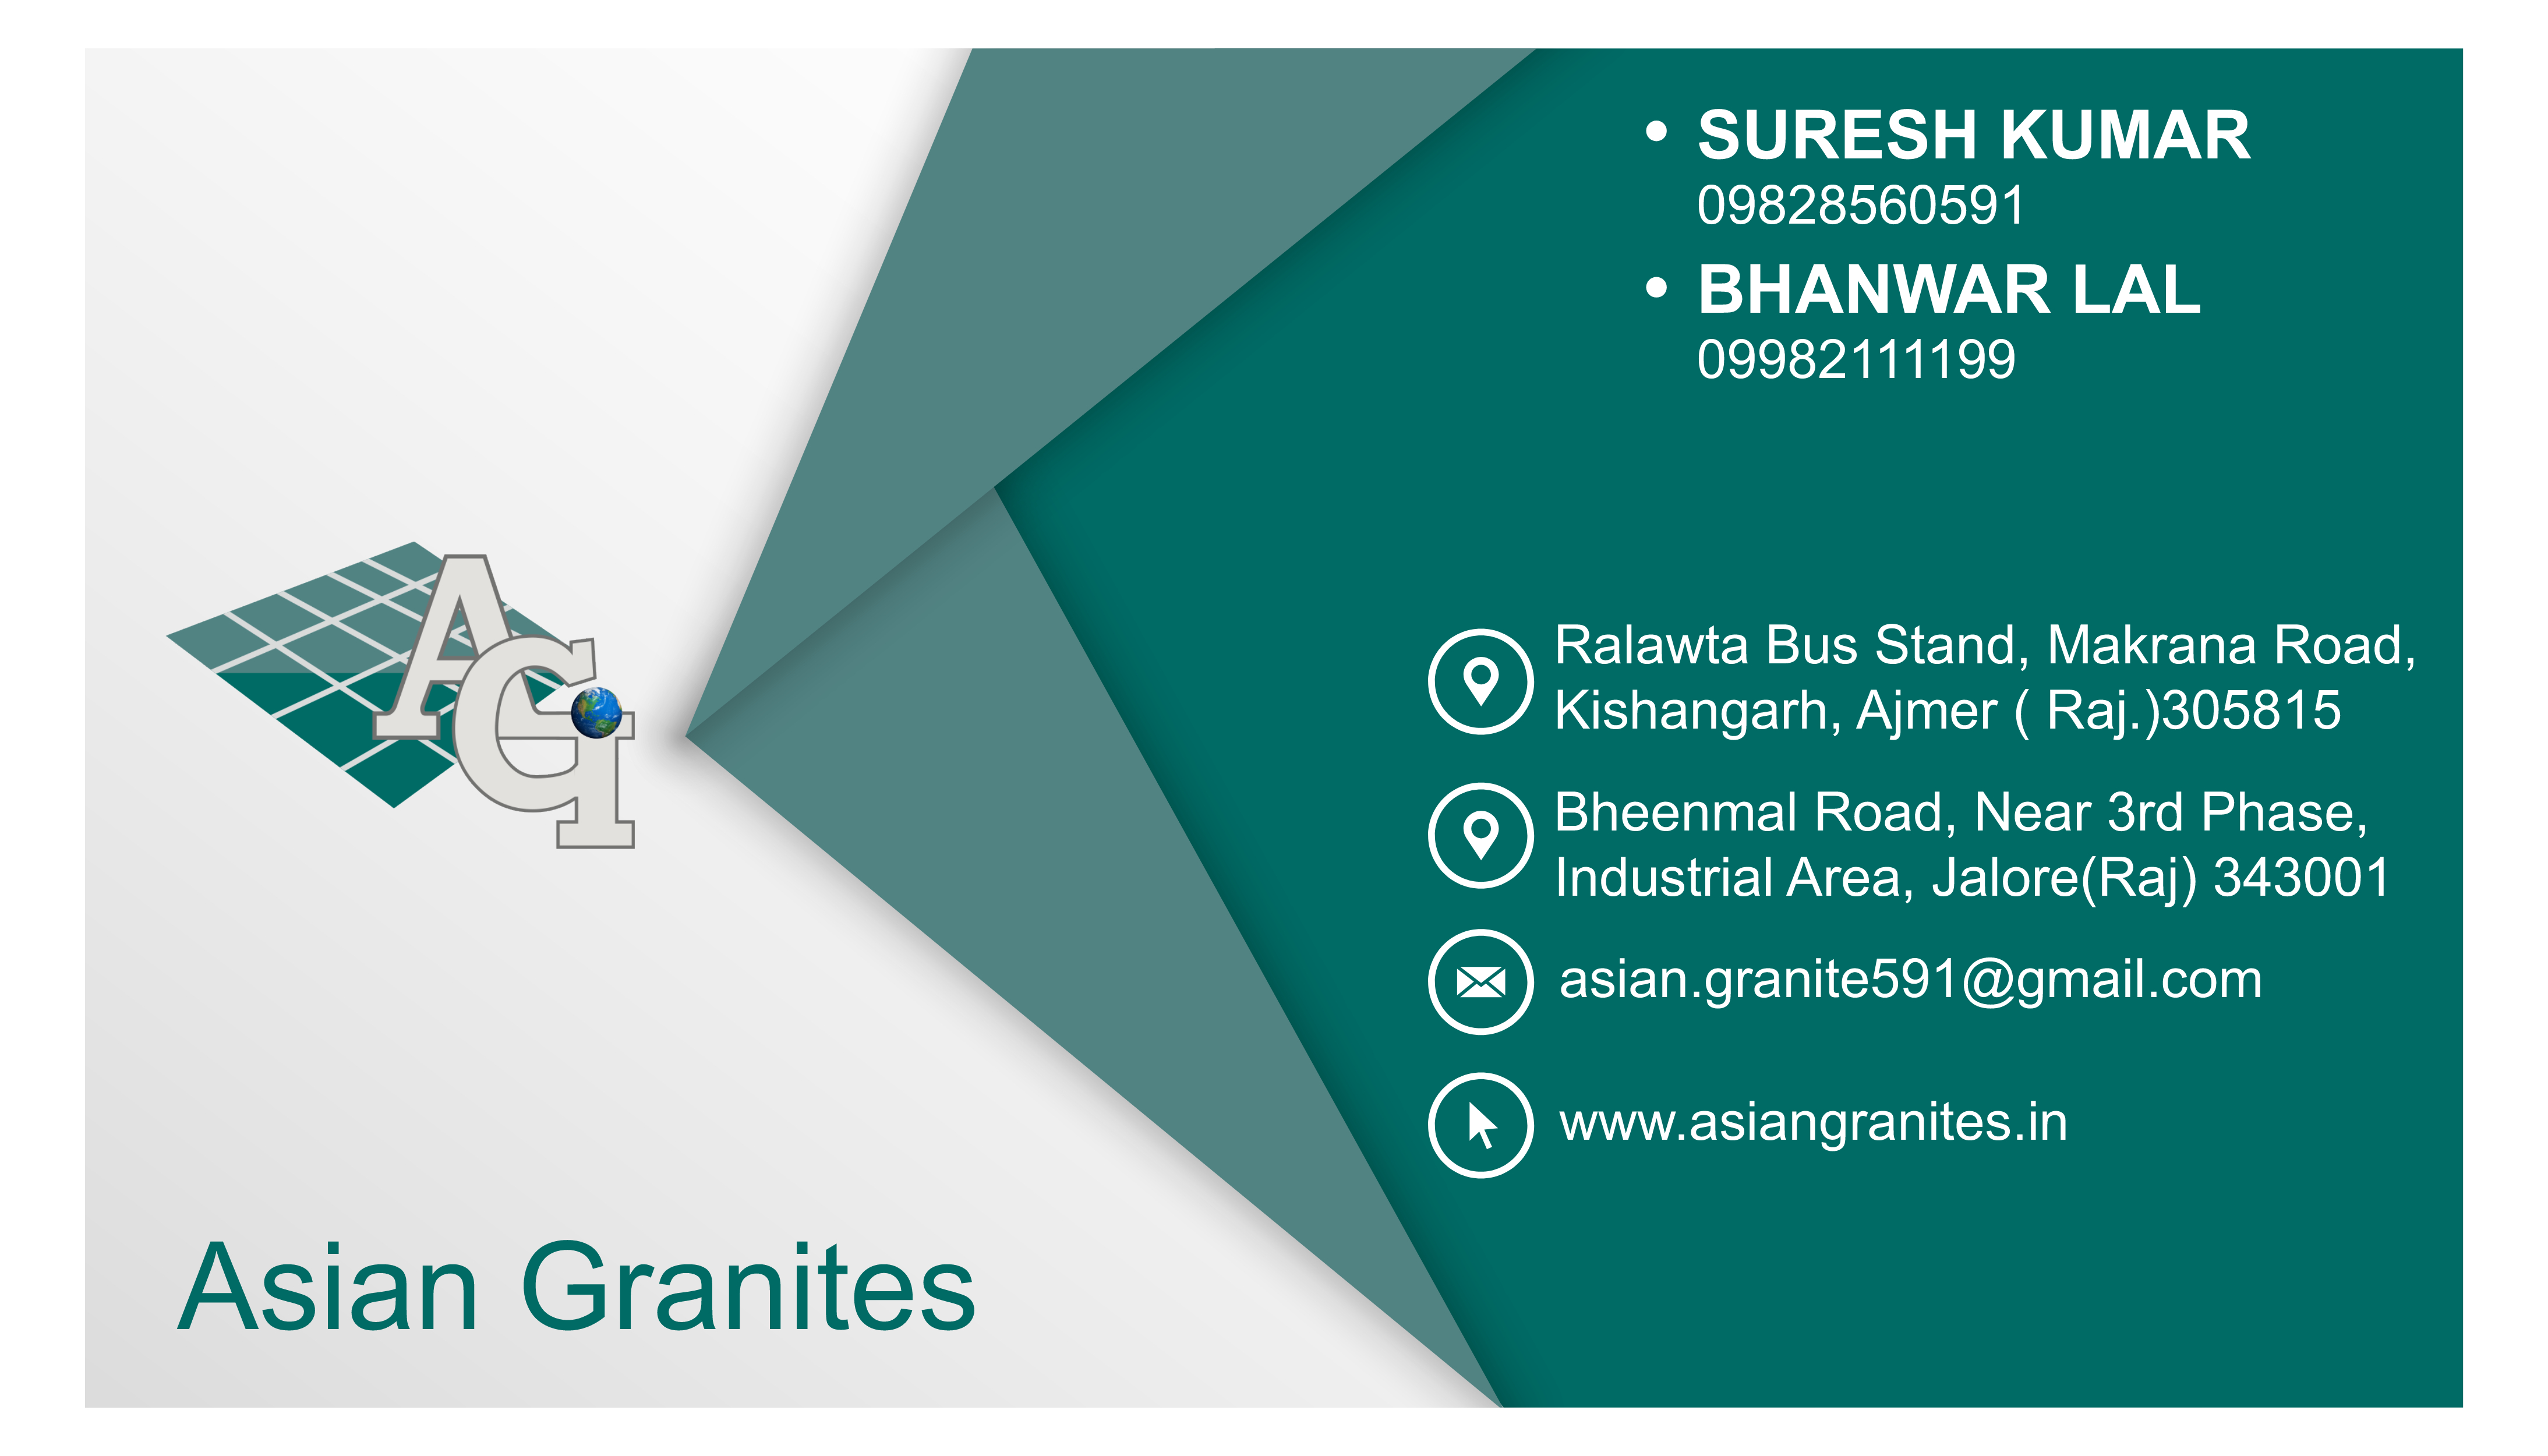 • SURESH KUMAR
09828560591
• BHANWAR LAL
09982111199
AGI
Ralawta Bus Stand, Makrana Road,
Kishangarh, Ajmer ( Raj.)305815
Bheenmal Road, Near 3rd Phase,
Industrial Area, Jalore(Raj) 343001
asian.granite591@gmail.com
www.asiangranites.in
Asian Granites